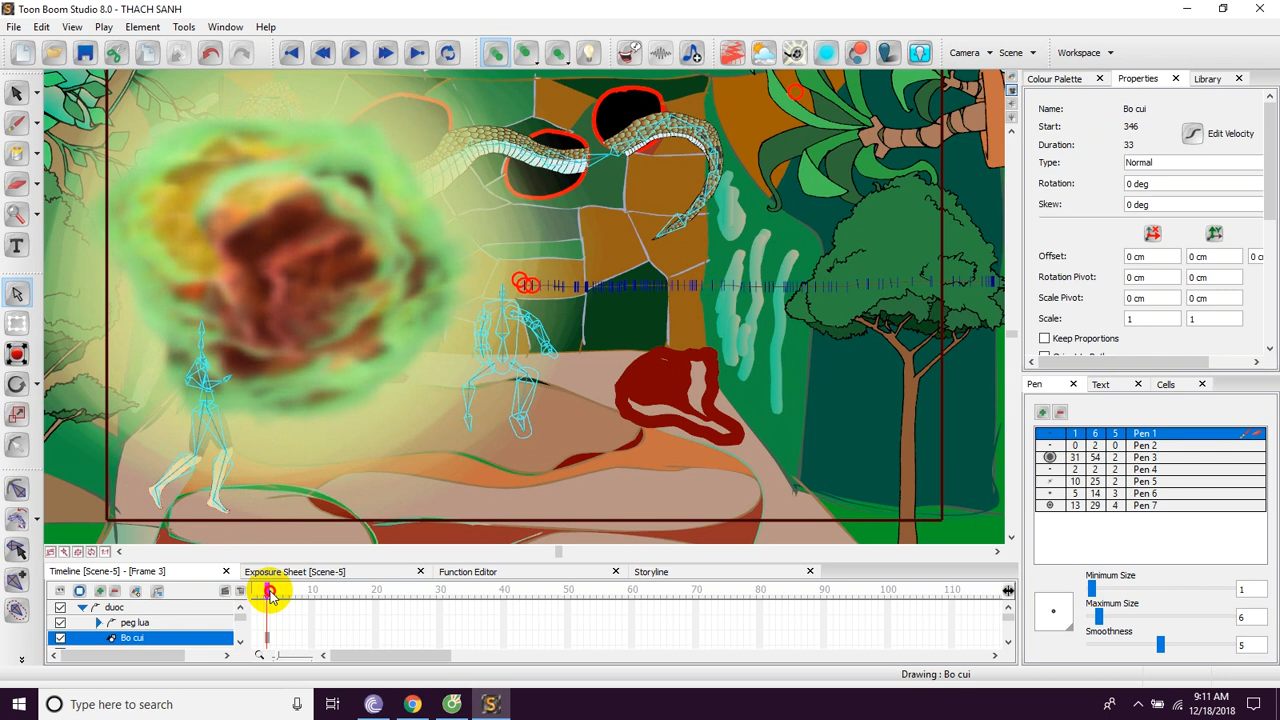 Toon Boom Studio 8.0 - THACH SANH
File Edit View Play Element Tools Window Help
Camera Scene Workspace
Colour Palette Properties Library
Name: Bo cui
Start: 346
Edit Velocity
Duration: 33
Type: Normal
Rotation: 0 deg
Skew: 0 deg
Offset: 0 cm 0 cm 0 c
Rotation Pivot: 0 cm 0 cm
Scale Pivot: 0 cm 0 cm
Scale: 1 1
Keep Proportions
Pen Text Cells
1 6 5 Pen 1
0 2 0 Pen 2
31 54 2 Pen 3
2 2 2 Pen 4
10 25 2 Pen 5
5 14 3 Pen 6
13 29 4 Pen 7
Minimum Size
1
Maximum Size
6
Smoothness
5
Timeline [Scene-5] - [Frame 3] Exposure Sheet [Scene-5] Function Editor Storyline
10 20 30 40 50 60 70 80 90 100 110
duoc
peg lua
Bo cui
Drawing : Bo cui
Type here to search
9:11 AM
12/18/2018